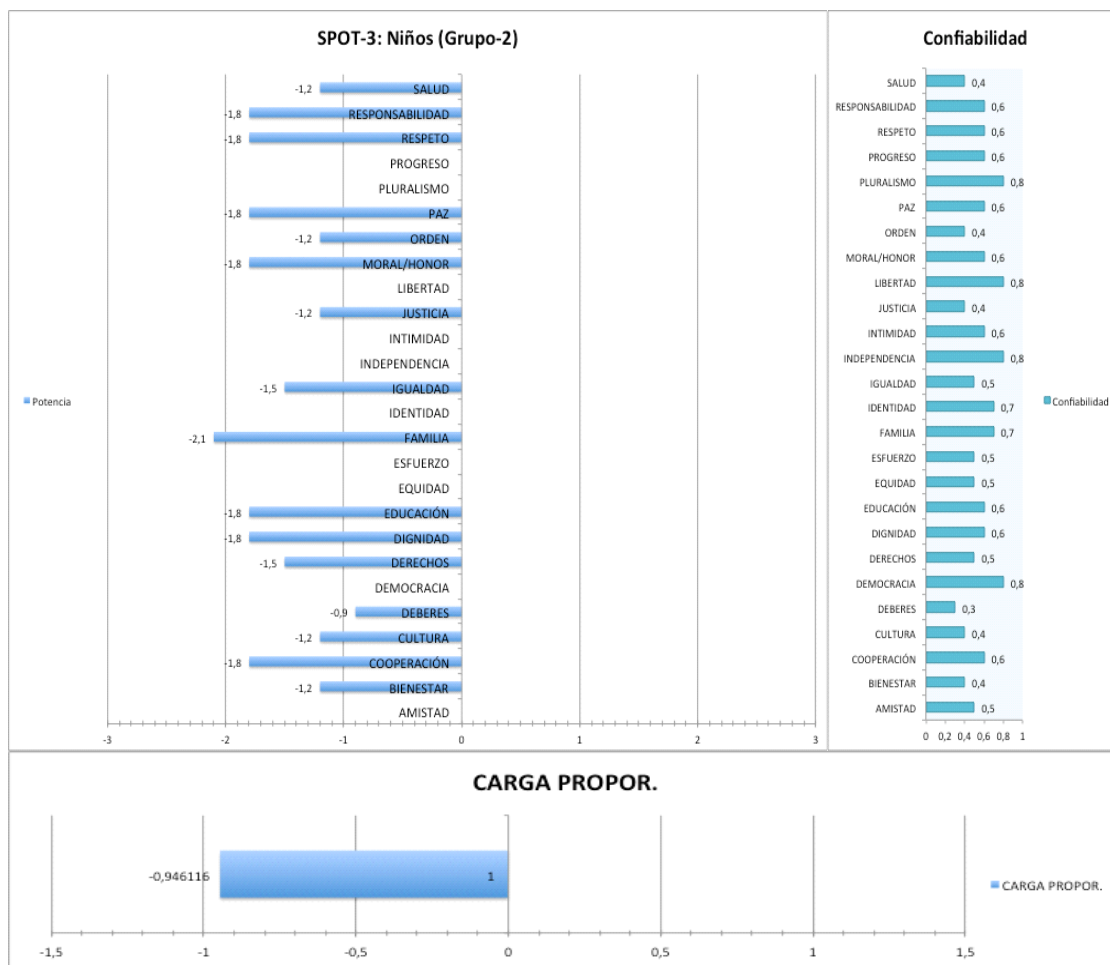 SPOT-3: Niños (Grupo-2)
-1,2 SALUD
-1,8 RESPONSABILIDAD
-1,8 RESPETO
PROGRESO
PLURALISMO
-1,8 PAZ
-1,2 ORDEN
-1,8 MORAL/HONOR
LIBERTAD
-1,2 JUSTICIA
INTIMIDAD
INDEPENDENCIA
-1,5 IGUALDAD
Potencia
IDENTIDAD
-2,1 FAMILIA
ESFUERZO
EQUIDAD
-1,8 EDUCACIÓN
-1,8 DIGNIDAD
-1,5 DERECHOS
DEMOCRACIA
-0,9 DEBERES
-1,2 CULTURA
-1,8 COOPERACIÓN
-1,2 BIENESTAR
AMISTAD
-3 -2 -1 0 1 2 3
Confiabilidad
SALUD 0,4
RESPONSABILIDAD 0,6
RESPETO 0,6
PROGRESO 0,6
PLURALISMO 0,8
PAZ 0,6
ORDEN 0,4
MORAL/HONOR 0,6
LIBERTAD 0,8
JUSTICIA 0,4
INTIMIDAD 0,6
INDEPENDENCIA 0,8
IGUALDAD 0,5
IDENTIDAD 0,7
Confiabilidad
FAMILIA 0,7
ESFUERZO 0,5
EQUIDAD 0,5
EDUCACIÓN 0,6
DIGNIDAD 0,6
DERECHOS 0,5
DEMOCRACIA 0,8
DEBERES 0,3
CULTURA 0,4
COOPERACIÓN 0,6
BIENESTAR 0,4
AMISTAD 0,5
0 0,2 0,4 0,6 0,8 1
CARGA PROPOR.
-0,946116 1
CARGA PROPOR.
-1,5 -1 -0,5 0 0,5 1 1,5